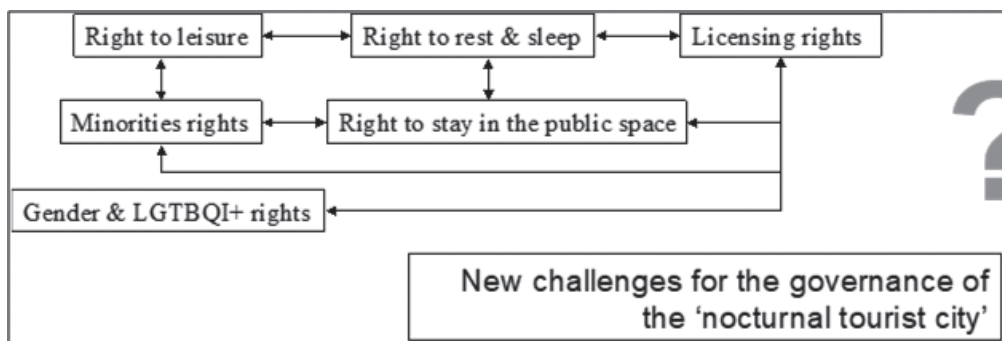 Right to leisure
Right to rest & sleep
Licensing rights
Minorities rights
Right to stay in the public space
?
Gender & LGTBQI+ rights
New challenges for the governance of
the ‘nocturnal tourist city’